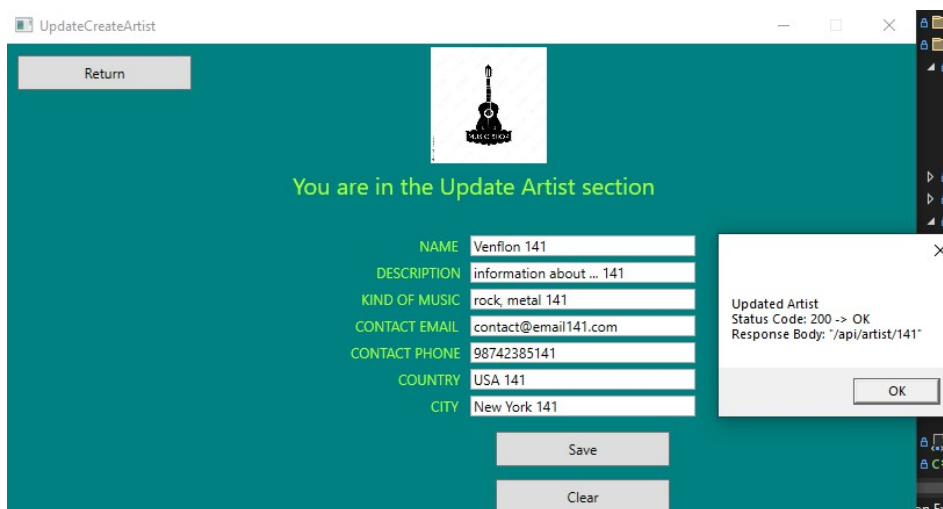 UpdateCreateArtist
Return
MUSIC SHOP
You are in the Update Artist section
NAME Venflon 141
DESCRIPTION information about ... 141
KIND OF MUSIC rock, metal 141
CONTACT EMAIL contact@email141.com
CONTACT PHONE 98742385141
COUNTRY USA 141
CITY New York 141
Save
Clear
Updated Artist
Status Code: 200 -> OK
Response Body: "/api/artist/141"
OK